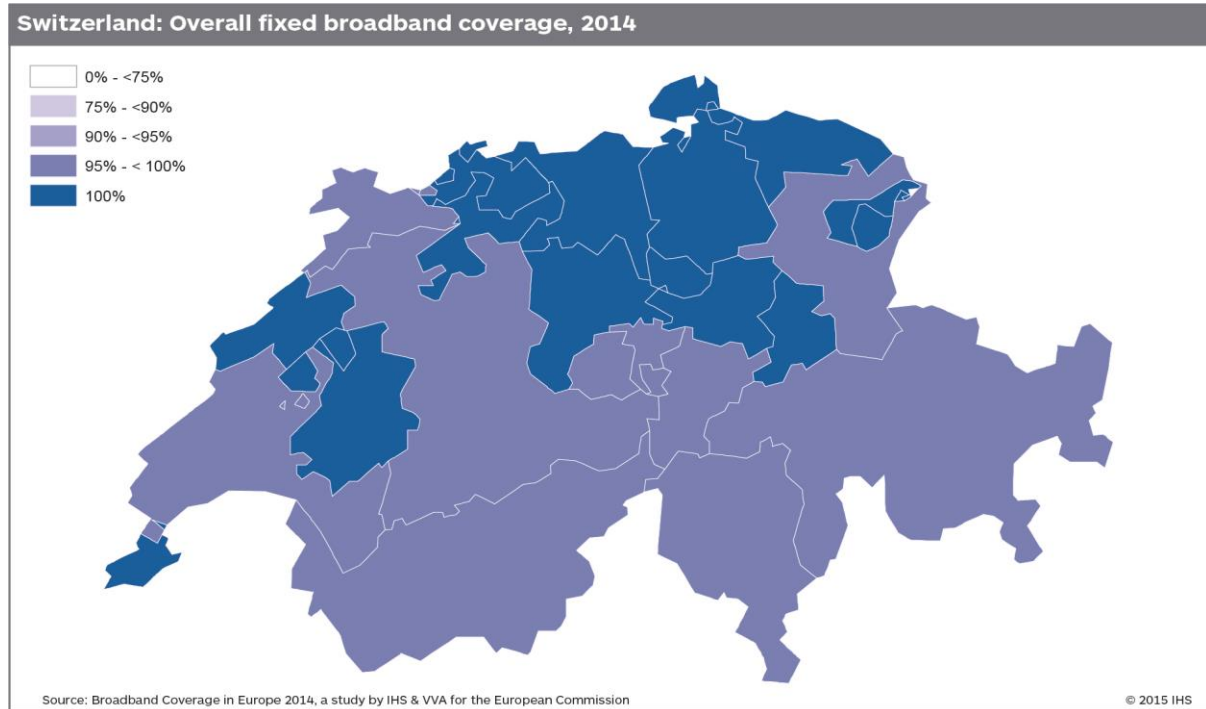 Switzerland: Overall fixed broadband coverage, 2014
0% - <75%
75% - <90%
90% - <95%
95% - < 100%
100%
Source: Broadband Coverage in Europe 2014, a study by IHS & VVA for the European Commission
© 2015 IHS